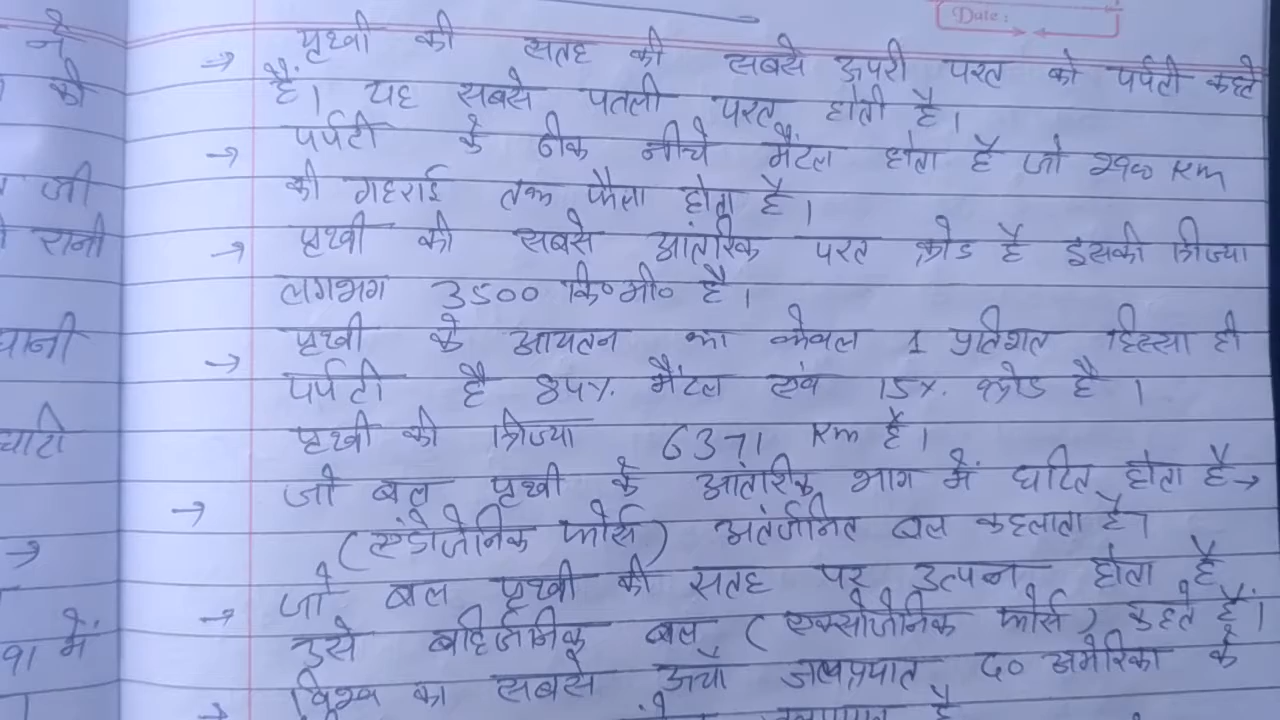 Date:
ने
→ पृथ्वी की सतह की सबसे ऊपरी परत को पर्पटी कहते
की
हैं। यह सबसे पतली परत होती है।
→ पर्पटी के ठीक नीचे मैंटल होता है जो २९०० Km
जी
की गहराई तक फैला होता है।
रानी
→ पृथ्वी की सबसे आंतरिक परत क्रोड है इसकी त्रिज्या
लगभग 3500 कि०मी० है।
→ पृथ्वी के आयतन का केवल 1 प्रतिशत हिस्सा ही
पर्पटी है 84% मैंटल एवं 15% क्रोड है।
घाटी
पृथ्वी की त्रिज्या 6371 Km है।
→ जो बल पृथ्वी के आंतरिक भाग में घटित होता है →
→
(एंडोजेनिक फोर्स) अंतर्जनित बल कहलाता है।
→ जो बल पृथ्वी की सतह पर उत्पन्न होता है
में
उसे बहिर्जनिक बल (एक्सोजेनिक फोर्स) कहते हैं।
→ विश्व का सबसे ऊचाँ जलप्रपात द० अमेरिका के
है